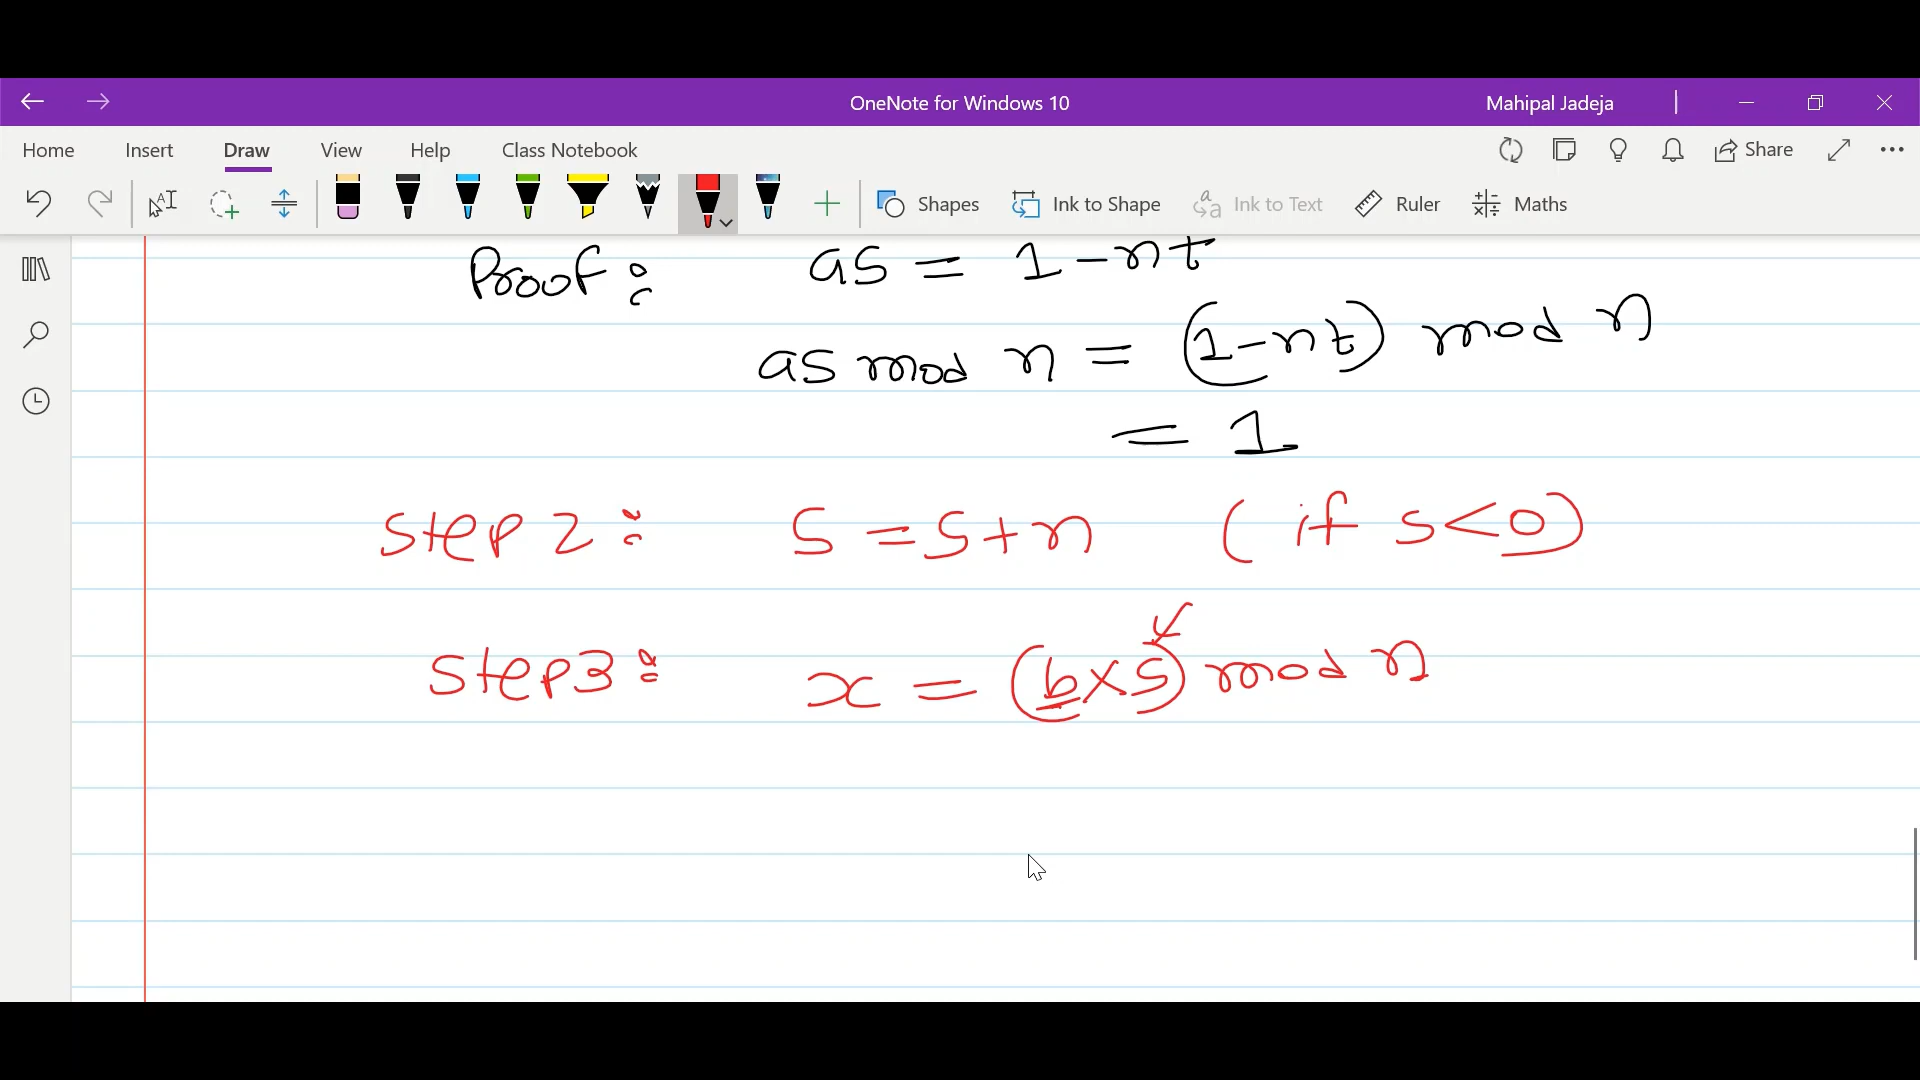 OneNote for Windows 10
Mahipal Jadeja
Home Insert Draw View Help Class Notebook Share
Shapes Ink to Shape Ink to Text Ruler Maths
Proof : as = 1 - nt
as mod n = (1 - nt) mod n
= 1
Step 2 : s = s + n (if s < 0)
Step 3 : x = (b × s) mod n